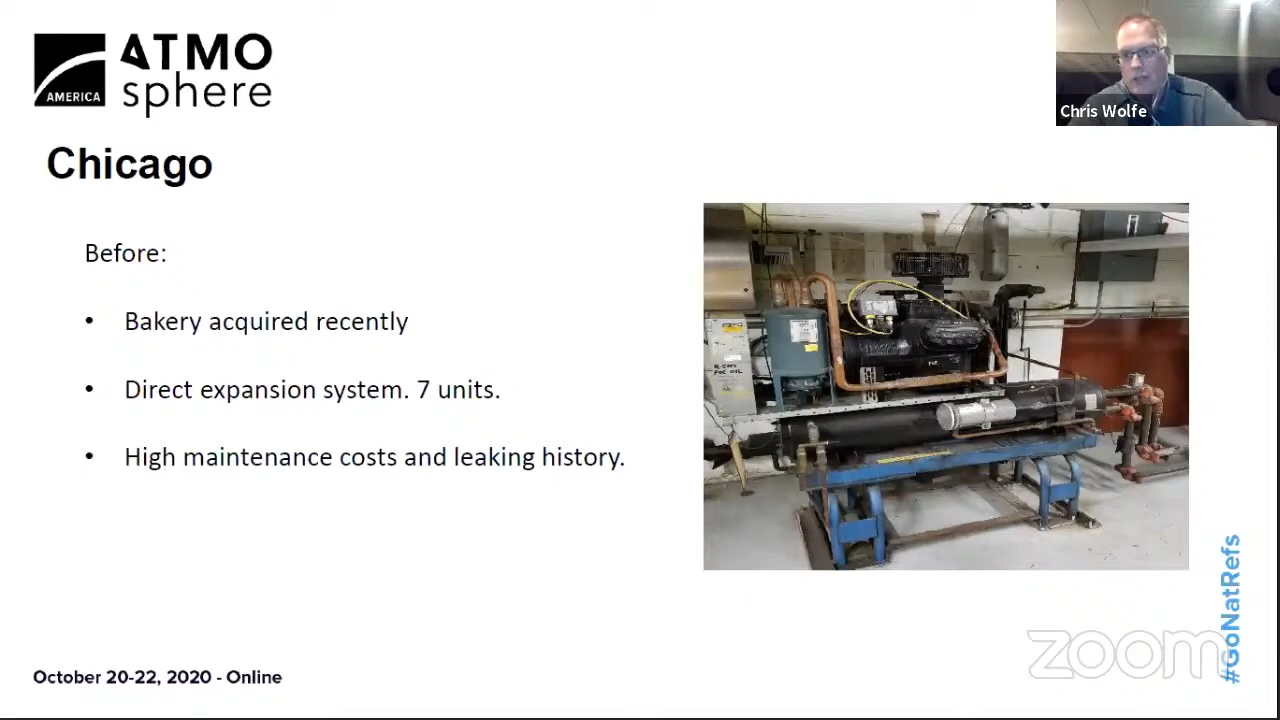 ATMO
sphere
AMERICA
Chris Wolfe
Chicago
Before:
• Bakery acquired recently
• Direct expansion system. 7 units.
• High maintenance costs and leaking history.
#GoNatRefs
zoom
October 20-22, 2020 - Online